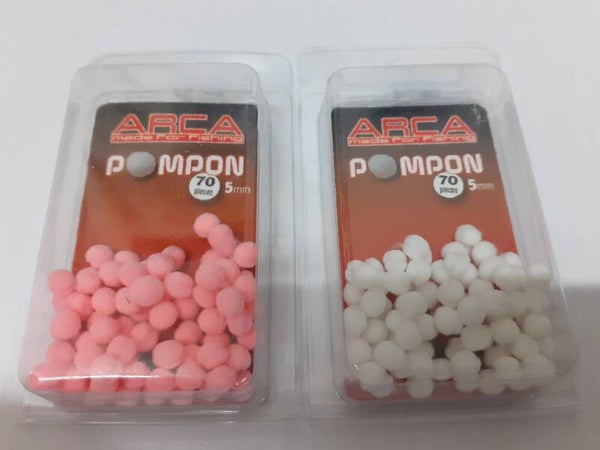 ARCA
made for fishing
POMPON
70
pieces
5mm
ARCA
made for fishing
POMPON
70
pieces
5mm